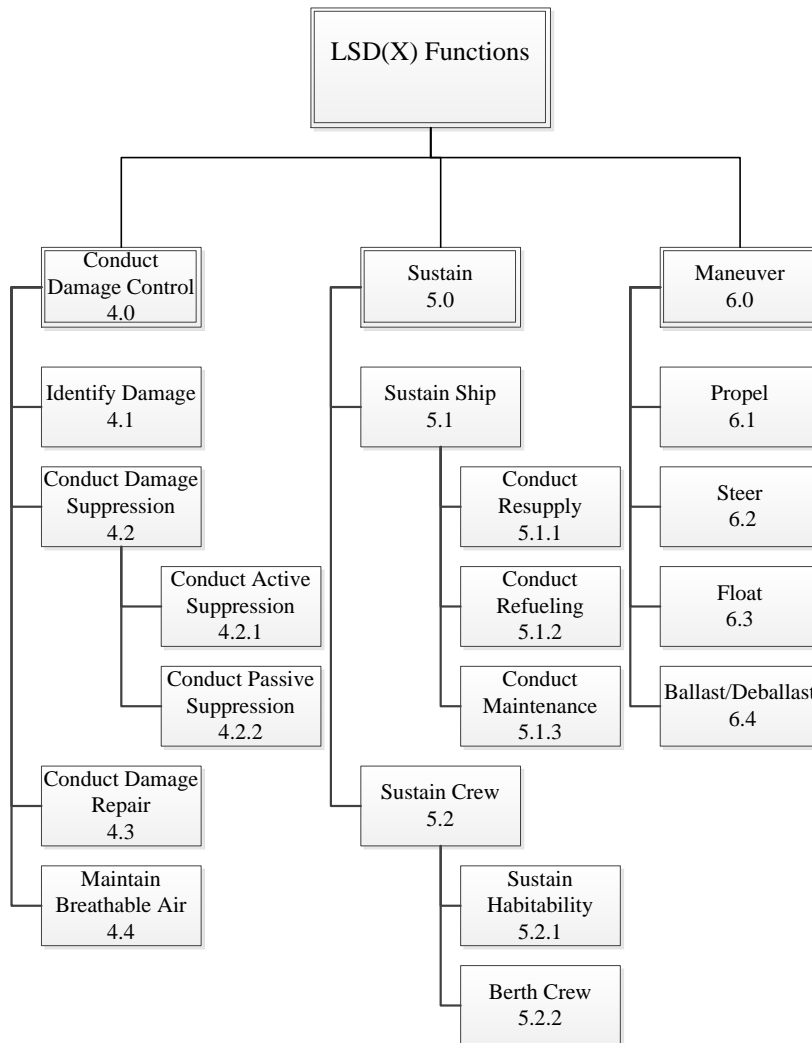 LSD(X) Functions
Conduct
Damage Control
4.0
Identify Damage
4.1
Conduct Damage
Suppression
4.2
Conduct Active
Suppression
4.2.1
Conduct Passive
Suppression
4.2.2
Conduct Damage
Repair
4.3
Maintain
Breathable Air
4.4
Sustain
5.0
Sustain Ship
5.1
Conduct
Resupply
5.1.1
Conduct
Refueling
5.1.2
Conduct
Maintenance
5.1.3
Sustain Crew
5.2
Sustain
Habitability
5.2.1
Berth Crew
5.2.2
Maneuver
6.0
Propel
6.1
Steer
6.2
Float
6.3
Ballast/Deballast
6.4